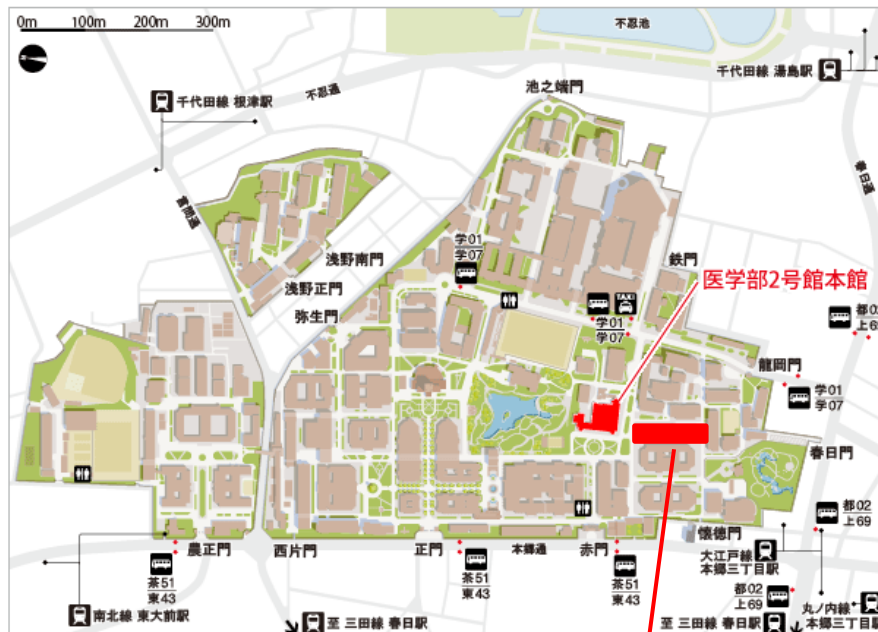 0m 100m 200m 300m
不忍池
千代田線 湯島駅
池之端門
千代田線 根津駅
不忍通
春日通
言問通
学01
学07
鉄門
浅野南門
医学部2号館本館
浅野正門
TAXI
都02
上69
弥生門
学01
学07
龍岡門
学01
学07
春日門
都02
上69
懐徳門
農正門
西片門
正門
本郷通
赤門
大江戸線
本郷三丁目駅
茶51
東43
茶51
東43
茶51
東43
都02
上69
丸ノ内線
本郷三丁目駅
南北線 東大前駅
至 三田線 春日駅
至 三田線 春日駅